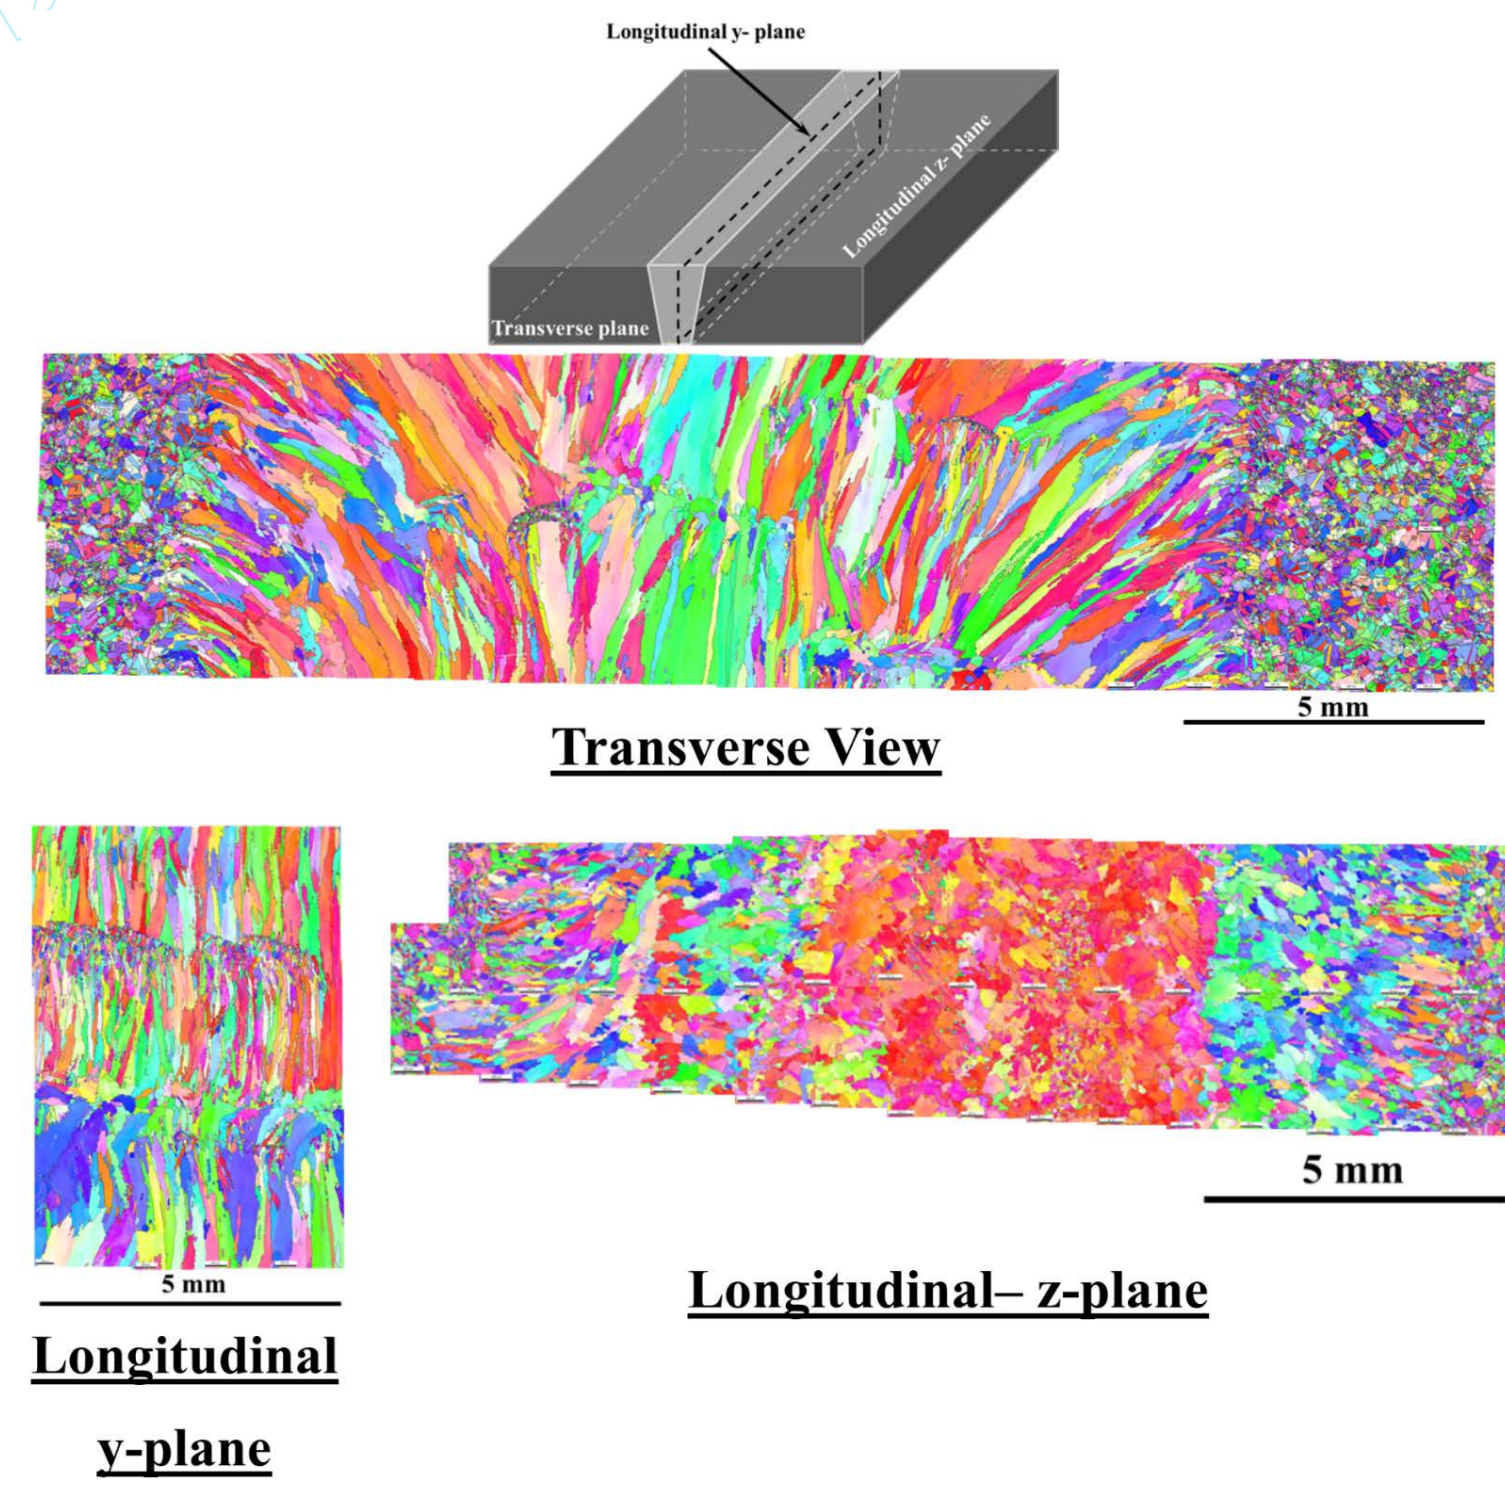 Longitudinal y- plane
Longitudinal z- plane
Transverse plane
5 mm
Transverse View
5 mm
5 mm
Longitudinal– z-plane
Longitudinal
y-plane